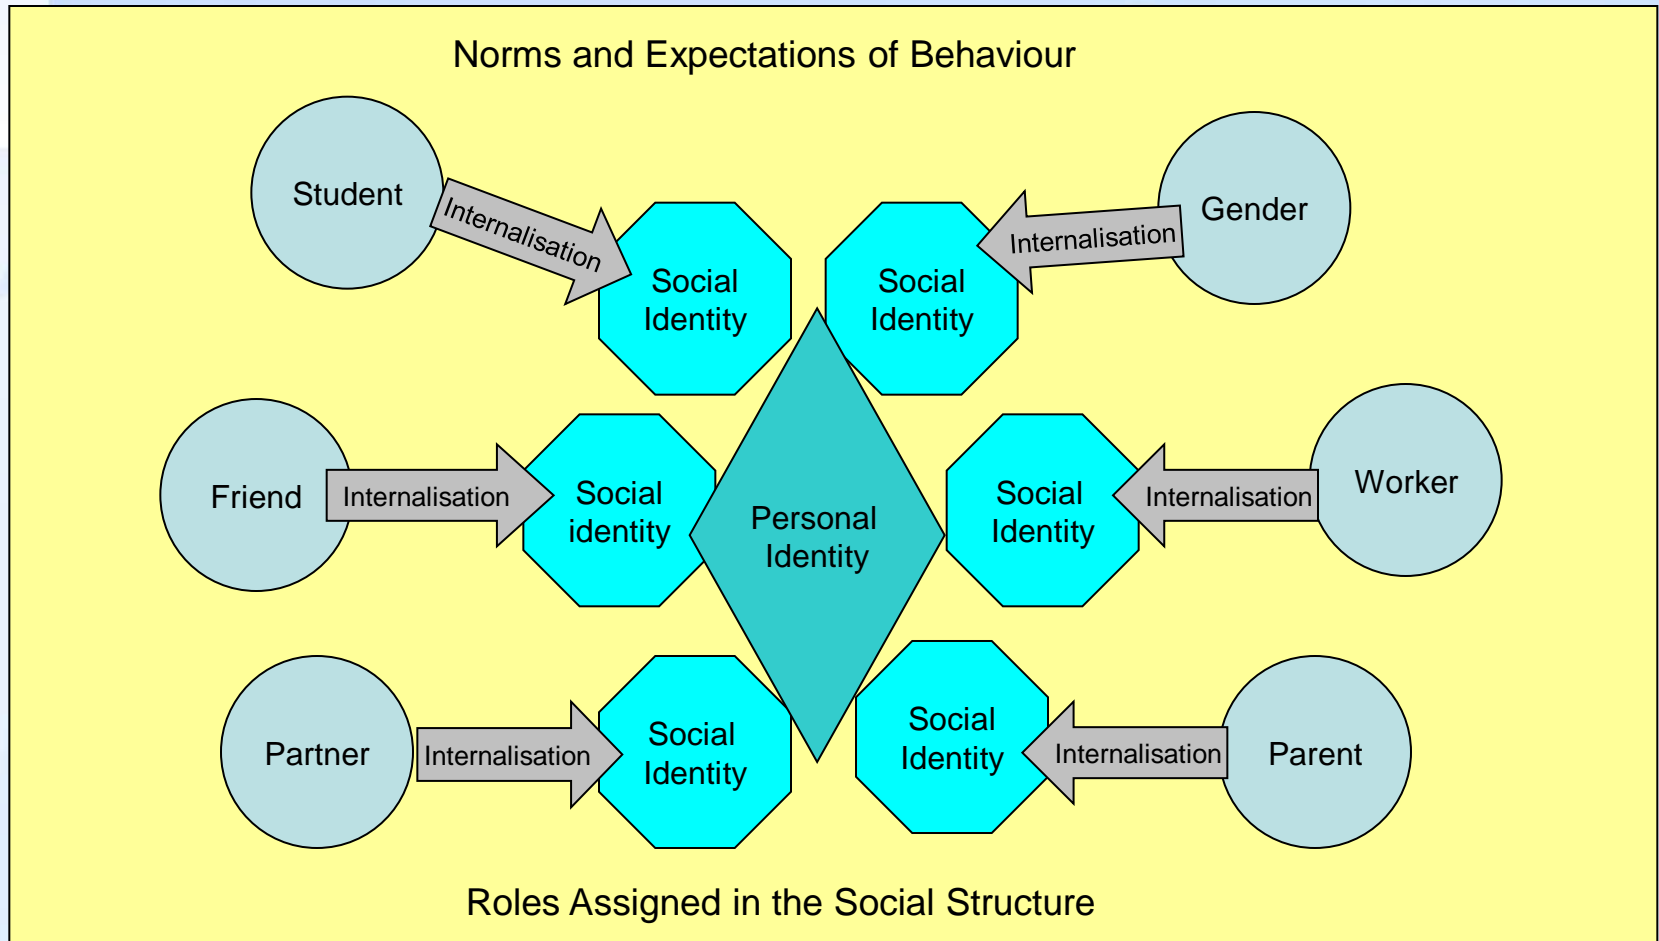 Norms and Expectations of Behaviour
Student
Internalisation
Social
Identity
Social
Identity
Internalisation
Gender
Friend
Internalisation
Social
identity
Personal
Identity
Social
Identity
Internalisation
Worker
Partner
Internalisation
Social
Identity
Social
Identity
Internalisation
Parent
Roles Assigned in the Social Structure